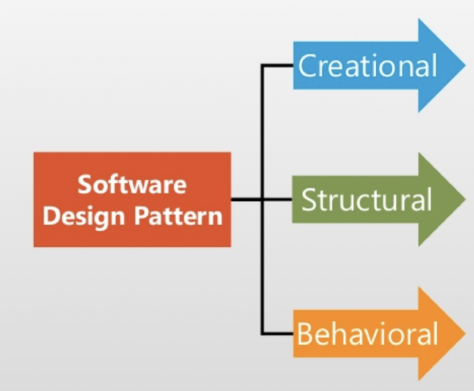 Creational
Software
Design Pattern
Structural
Behavioral